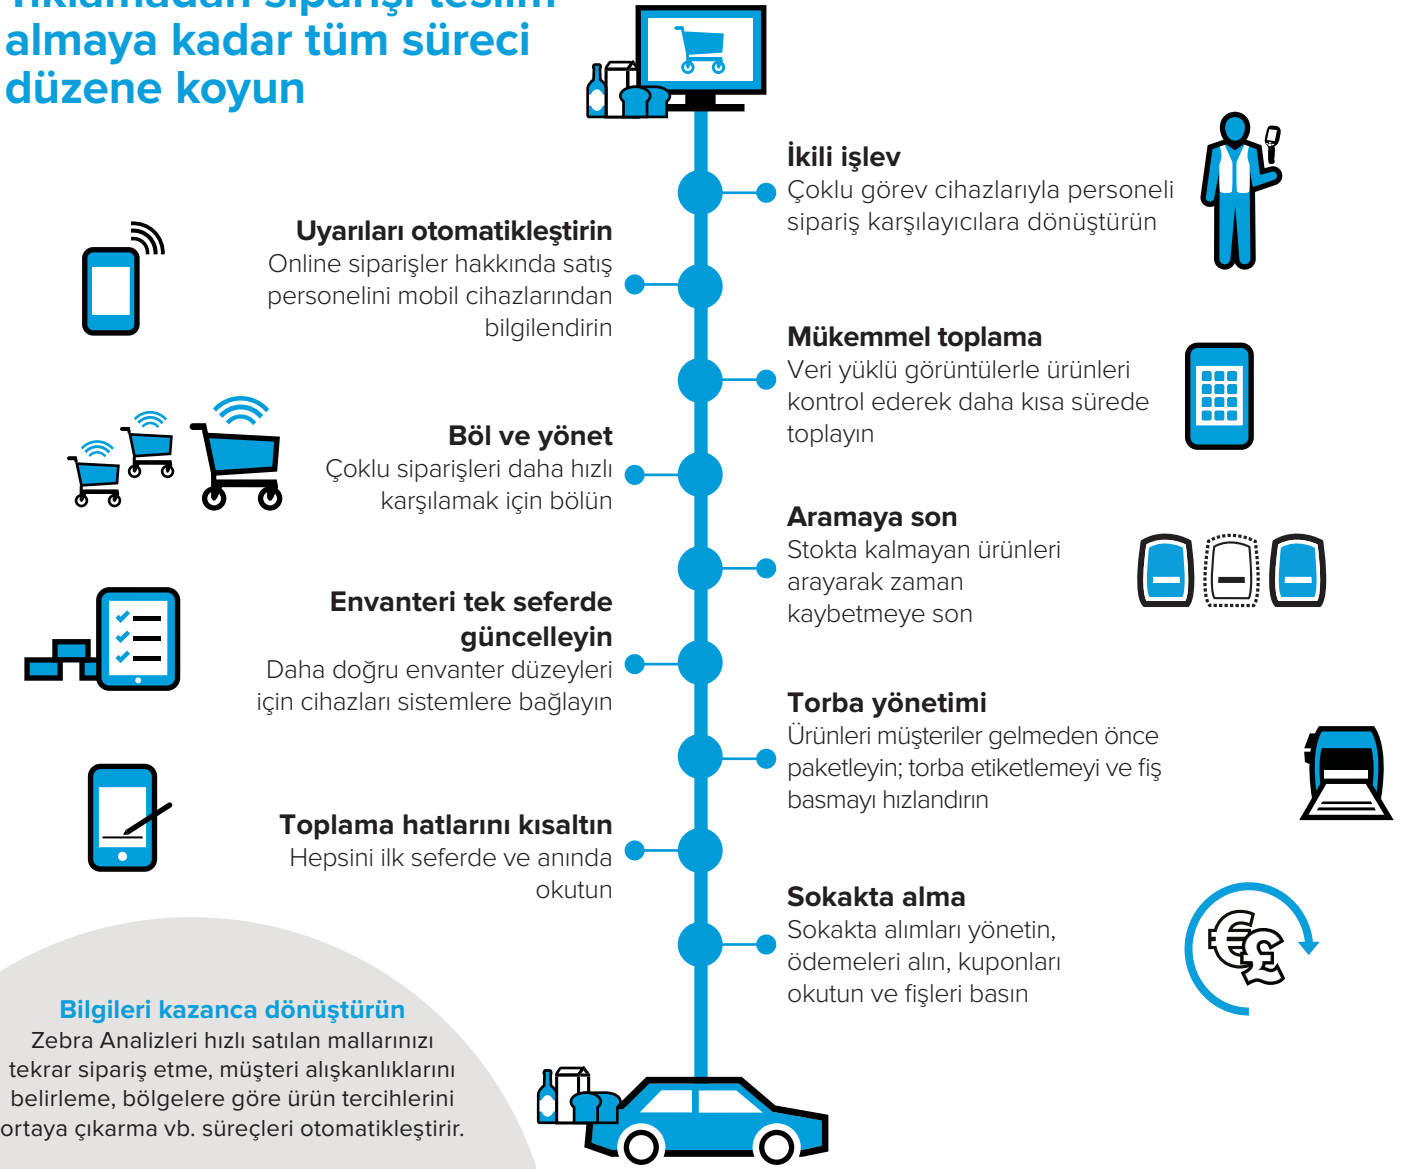 Tıklamadan siparişi teslim
almaya kadar tüm süreci
düzene koyun
İkili işlev
Çoklu görev cihazlarıyla personeli
sipariş karşılayıcılara dönüştürün
Uyarıları otomatikleştirin
Online siparişler hakkında satış
personelini mobil cihazlarından
bilgilendirin
Mükemmel toplama
Veri yüklü görüntülerle ürünleri
kontrol ederek daha kısa sürede
toplayın
Böl ve yönet
Çoklu siparişleri daha hızlı
karşılamak için bölün
Aramaya son
Stokta kalmayan ürünleri
arayarak zaman
kaybetmeye son
Envanteri tek seferde
güncelleyin
Daha doğru envanter düzeyleri
için cihazları sistemlere bağlayın
Torba yönetimi
Ürünleri müşteriler gelmeden önce
paketleyin; torba etiketlemeyi ve fiş
basmayı hızlandırın
Toplama hatlarını kısaltın
Hepsini ilk seferde ve anında
okutun
Sokakta alma
Sokakta alımları yönetin,
ödemeleri alın, kuponları
okutun ve fişleri basın
€£
Bilgileri kazanca dönüştürün
Zebra Analizleri hızlı satılan mallarınızı
tekrar sipariş etme, müşteri alışkanlıklarını
belirleme, bölgelere göre ürün tercihlerini
ortaya çıkarma vb. süreçleri otomatikleştirir.